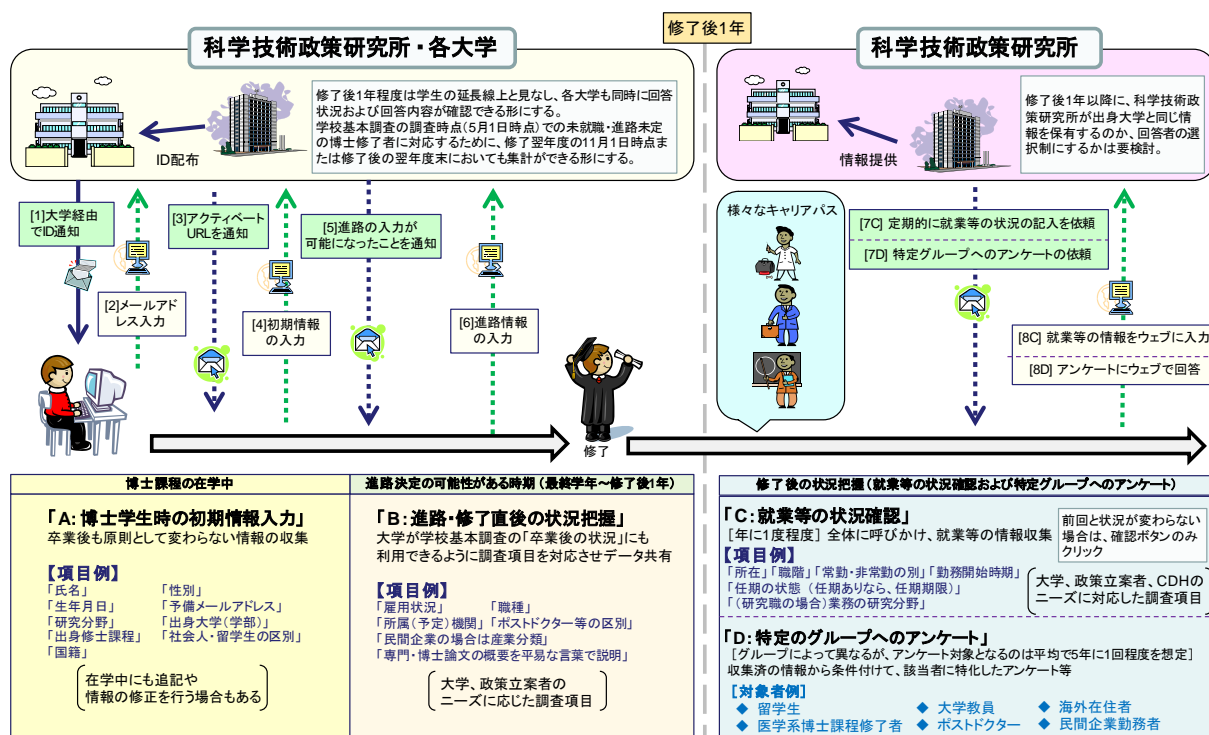 修了後1年
科学技術政策研究所・各大学
科学技術政策研究所
修了後1年程度は学生の延長線上と見なし、各大学も同時に回答
状況および回答内容が確認できる形にする。
学校基本調査の調査時点(5月1日時点)での未就職・進路未定
の博士修了者に対応するために、修了翌年度の11月1日時点ま
たは修了後の翌年度末においても集計ができる形にする。
ID配布
修了後1年以降に、科学技術政
策研究所が出身大学と同じ情
報を保有するのか、回答者の選
択制にするかは要検討。
情報提供
[1]大学経由
でID通知
[2]メールアド
レス入力
[3]アクティベート
URLを通知
[4]初期情報
の入力
[5]進路の入力が
可能になったことを通知
[6]進路情報
の入力
修了
様々なキャリアパス
[7C] 定期的に就業等の状況の記入を依頼
[7D] 特定グループへのアンケートの依頼
[8C] 就業等の情報をウェブに入力
[8D] アンケートにウェブで回答
博士課程の在学中
「A:博士学生時の初期情報入力」
卒業後も原則として変わらない情報の収集
【項目例】
「氏名」 「性別」
「生年月日」 「予備メールアドレス」
「研究分野」 「出身大学(学部)」
「出身修士課程」 「社会人・留学生の区別」
「国籍」
在学中にも追記や
情報の修正を行う場合もある
進路決定の可能性がある時期(最終学年~修了後1年)
「B:進路・修了直後の状況把握」
大学が学校基本調査の「卒業後の状況」にも
利用できるように調査項目を対応させデータ共有
【項目例】
「雇用状況」 「職種」
「所属(予定)機関」 「ポストドクター等の区別」
「民間企業の場合は産業分類」
「専門・博士論文の概要を平易な言葉で説明」
大学、政策立案者の
ニーズに応じた調査項目
修了後の状況把握(就業等の状況確認および特定グループへのアンケート)
「C:就業等の状況確認」
[年に1度程度] 全体に呼びかけ、就業等の情報収集
前回と状況が変わらない
場合は、確認ボタンのみ
クリック
【項目例】
「所在」「職階」「常勤・非常勤の別」「勤務開始時期」
「任期の状態(任期ありなら、任期期限)」
「(研究職の場合)業務の研究分野」
大学、政策立案者、CDHの
ニーズに対応した調査項目
「D:特定のグループへのアンケート」
[グループによって異なるが、アンケート対象となるのは平均で5年に1回程度を想定]
収集済の情報から条件付けて、該当者に特化したアンケート等
[対象者例]
◆ 留学生 ◆ 大学教員 ◆ 海外在住者
◆ 医学系博士課程修了者 ◆ ポストドクター ◆ 民間企業勤務者